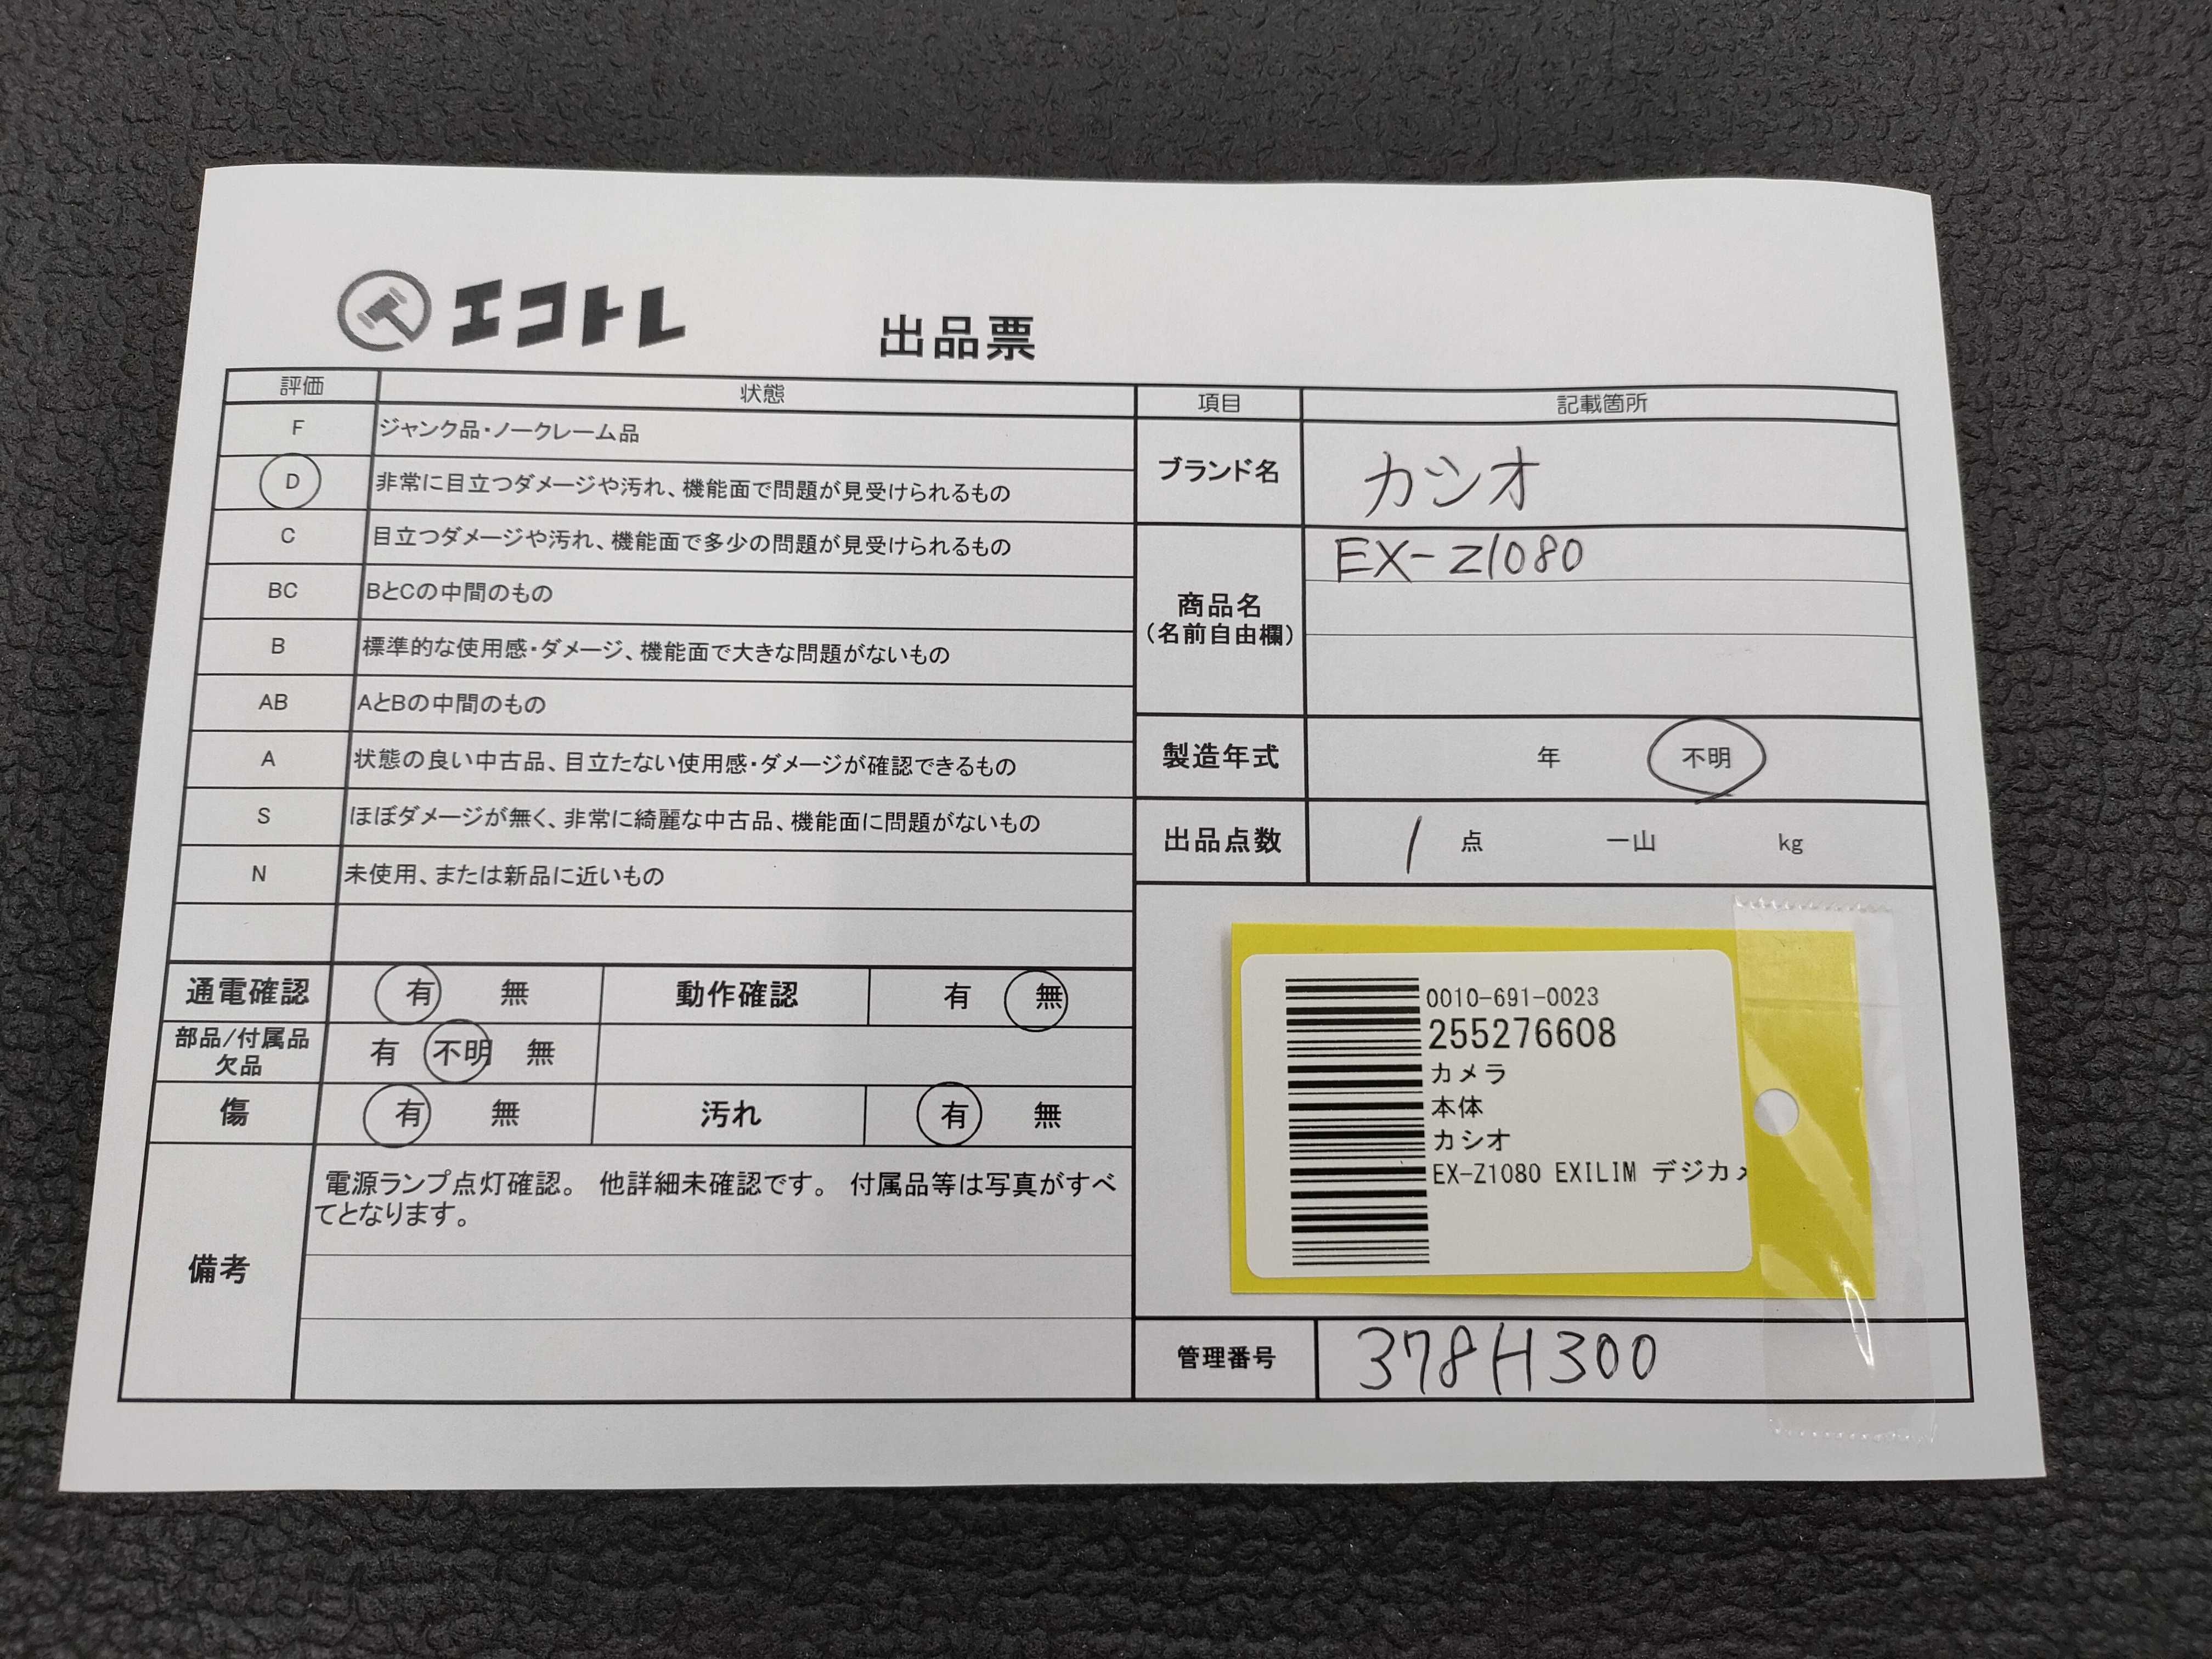 エコトレ
出品票
評価 状態
F ジャンク品・ノークレーム品
D 非常に目立つダメージや汚れ、機能面で問題が見受けられるもの
C 目立つダメージや汚れ、機能面で多少の問題が見受けられるもの
BC BとCの中間のもの
B 標準的な使用感・ダメージ、機能面で大きな問題がないもの
AB AとBの中間のもの
A 状態の良い中古品、目立たない使用感・ダメージが確認できるもの
S ほぼダメージが無く、非常に綺麗な中古品、機能面に問題がないもの
N 未使用、または新品に近いもの
通電確認 有 無 動作確認 有 無
部品/付属品
欠品
有 不明 無
傷 有 無 汚れ 有 無
備考
電源ランプ点灯確認。 他詳細未確認です。 付属品等は写真がすべ
てとなります。
項目 記載箇所
ブランド名 カシオ
商品名
(名前自由欄)
EX-Z1080
製造年式 年 不明
出品点数 1 点 一山 kg
0010-691-0023
255276608
カメラ
本体
カシオ
EX-Z1080 EXILIM デジカメ
管理番号 378H300